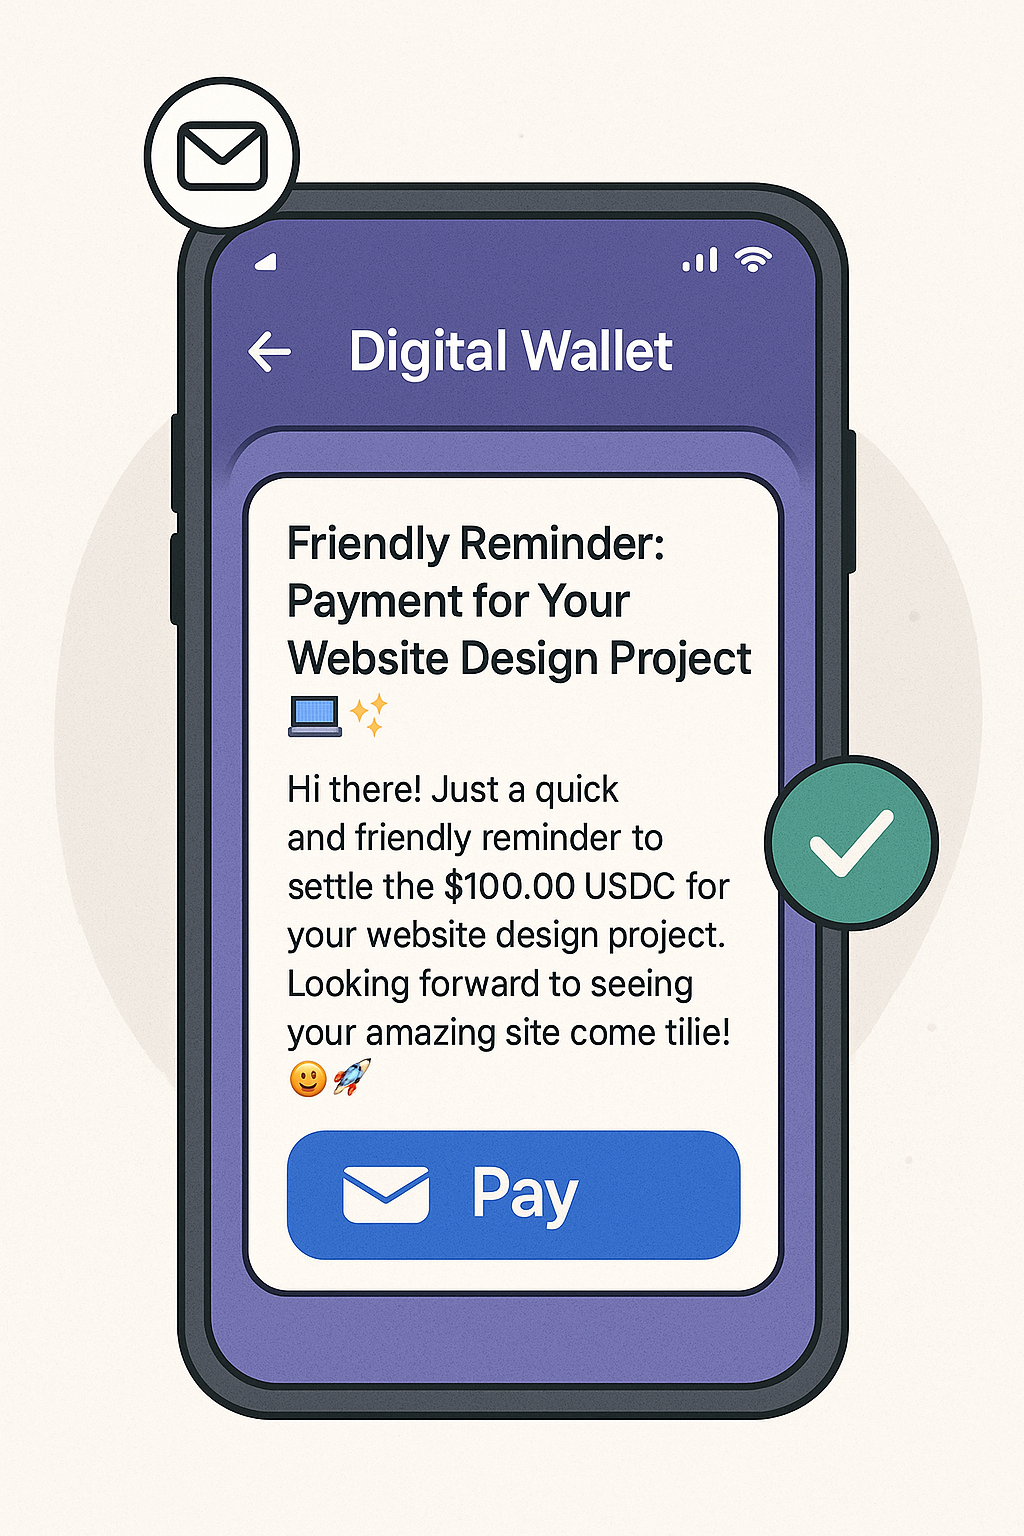 Digital Wallet
Friendly Reminder:
Payment for Your
Website Design Project
💻✨
Hi there! Just a quick
and friendly reminder to
settle the $100.00 USDC for
your website design project.
Looking forward to seeing
your amazing site come tilie!
🙂🚀
Pay